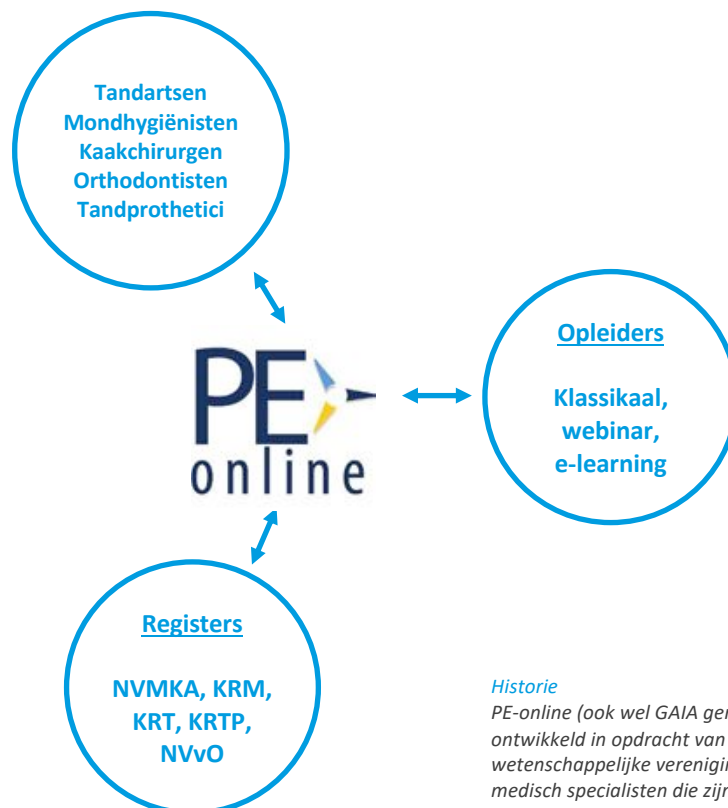 Tandartsen
Mondhygiënisten
Kaakchirurgen
Orthodontisten
Tandprothetici
PE
online
Opleiders
Klassikaal,
webinar,
e-learning
Registers
NVMKA, KRM,
KRT, KRTP,
NVvO
Historie
PE-online (ook wel GAIA
ontwikkeld in opdracht van
wetenschappelijke
medisch specialisten die